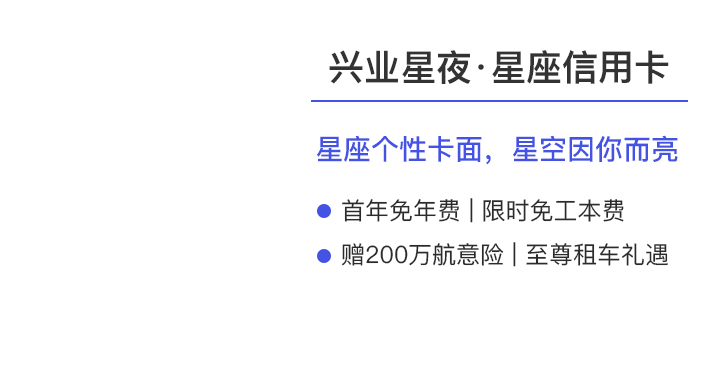 兴业星夜·星座信用卡
星座个性卡面，星空因你而亮
首年免年费 | 限时免工本费
赠200万航意险 | 至尊租车礼遇